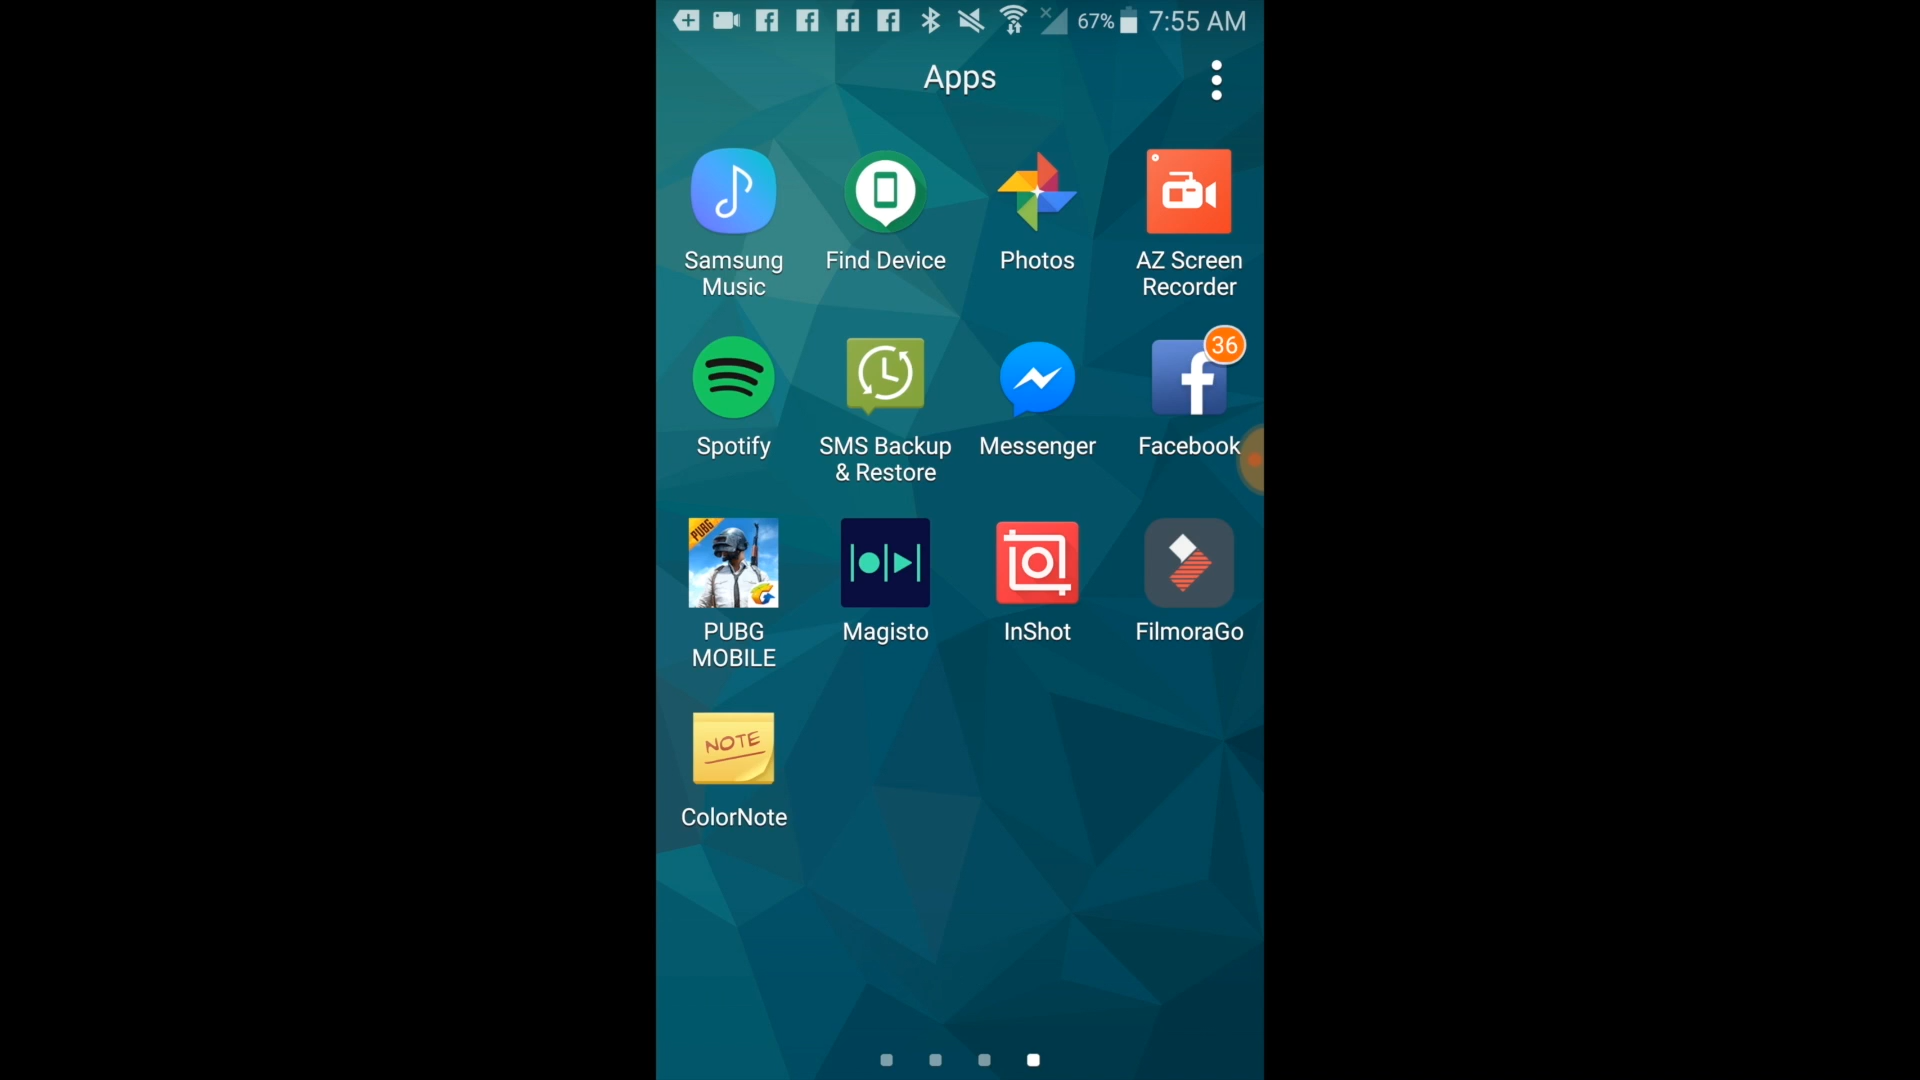 67% 7:55 AM
Apps
Samsung
Music
Find Device
Photos
AZ Screen
Recorder
36
Spotify
SMS Backup
& Restore
Messenger
Facebook
PUBG
PUBG
MOBILE
Magisto
InShot
FilmoraGo
NOTE
ColorNote